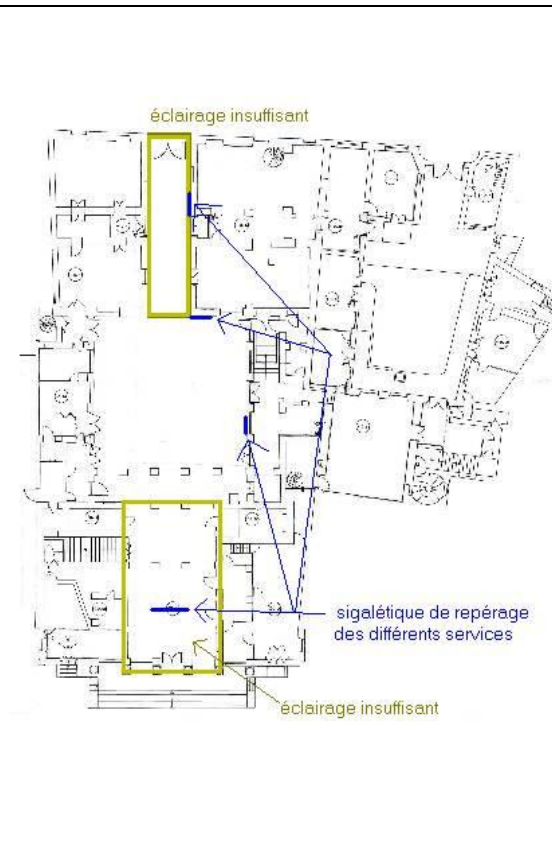 éclairage insuffisant
sigalétique de repérage
des différents services
éclairage insuffisant